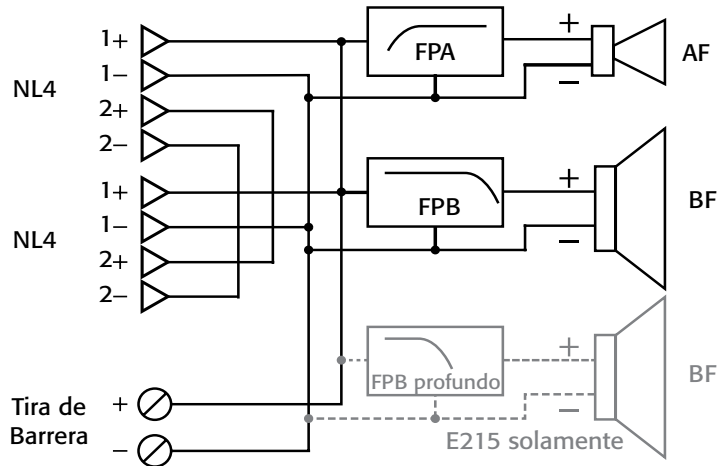 NL4
1+
1–
2+
2–
NL4
1+
1–
2+
2–
Tira de
Barrera
+
–
FPA
+
–
AF
FPB
+
–
BF
FPB profundo
+
–
BF
E215 solamente